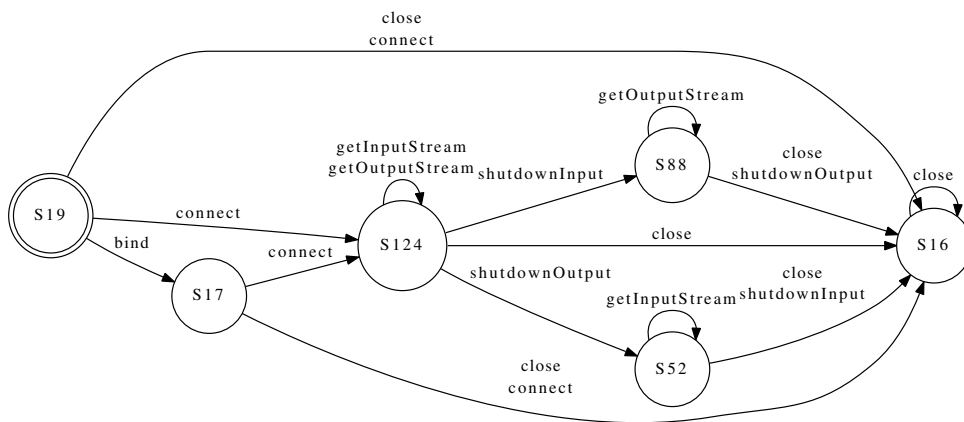 close
connect
getOutputStream
getInputStream
getOutputStream
shutdownInput
S88
close
shutdownOutput
close
S19
connect
S124
close
S16
bind
connect
shutdownOutput
S17
getInputStream
close
shutdownInput
S52
close
connect